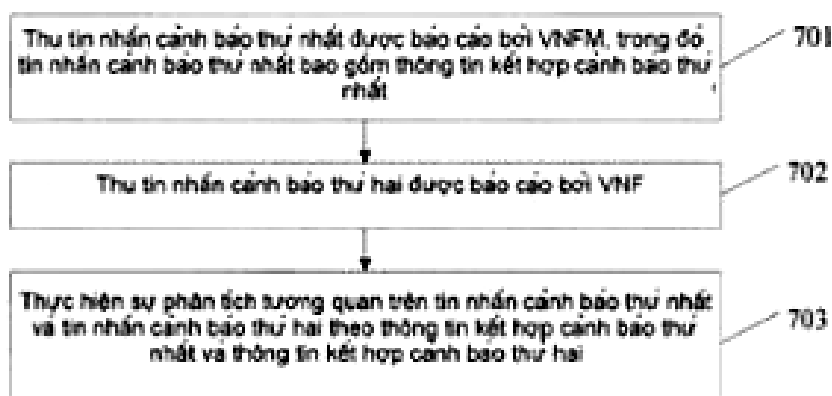 Thu tin nhắn cảnh báo thứ nhất được báo cáo bởi VNFM, trong đó
tin nhắn cảnh báo thứ nhất bao gồm thông tin kết hợp cảnh báo thứ
nhất
701
Thu tin nhắn cảnh báo thứ hai được báo cáo bởi VNF
702
Thực hiện sự phân tích tương quan trên tin nhắn cảnh báo thứ nhất
và tin nhắn cảnh báo thứ hai theo thông tin kết hợp cảnh báo thứ
nhất và thông tin kết hợp cảnh báo thứ hai
703